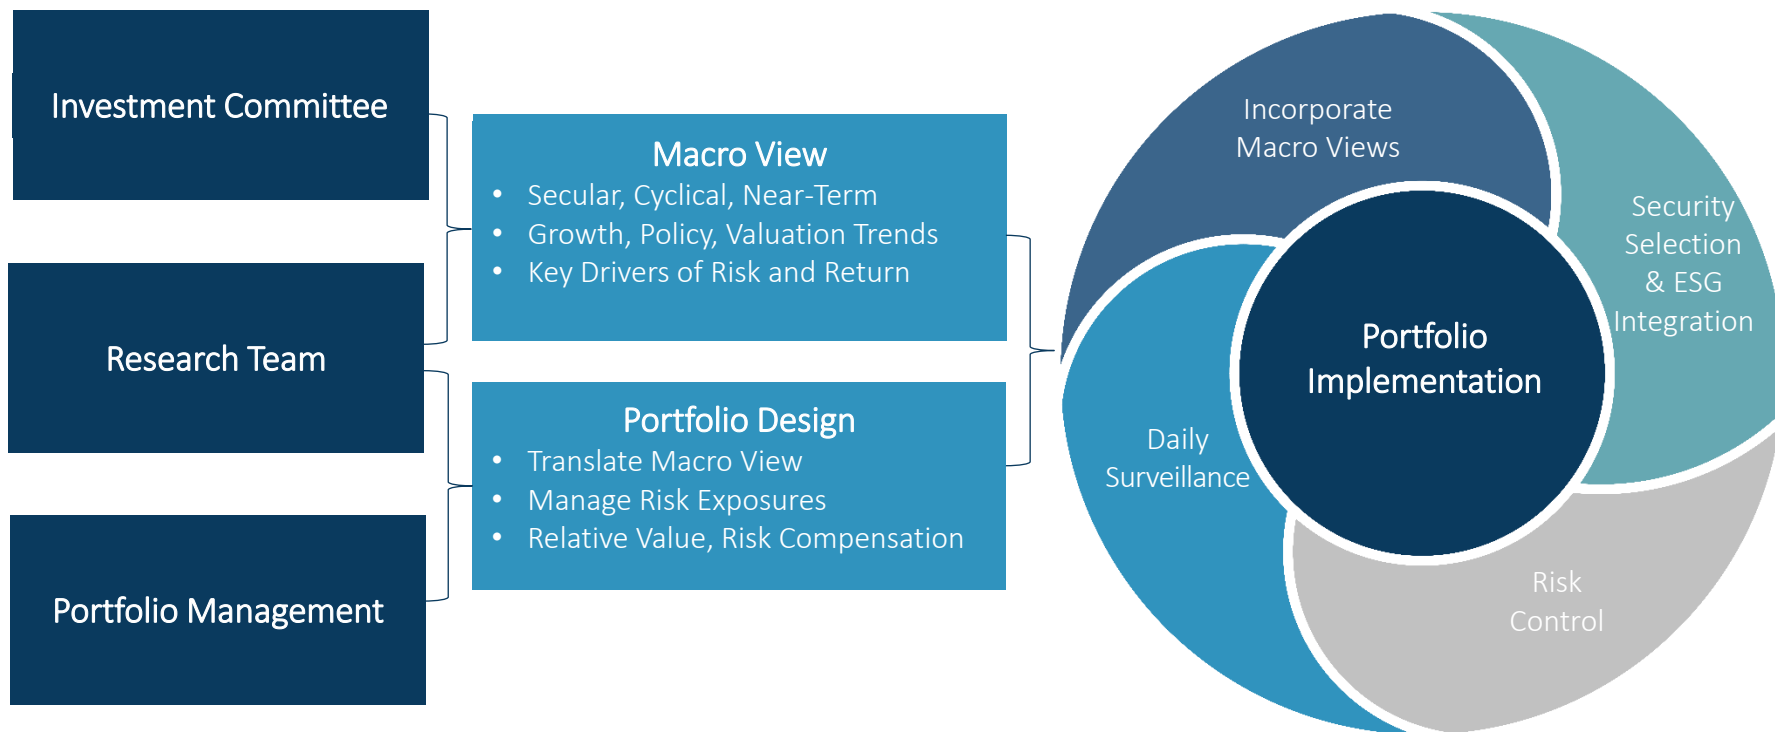 Investment Committee
Research Team
Portfolio Management
Macro View
• Secular, Cyclical, Near-Term
• Growth, Policy, Valuation Trends
• Key Drivers of Risk and Return
Portfolio Design
• Translate Macro View
• Manage Risk Exposures
• Relative Value, Risk Compensation
Incorporate
Macro Views
Security
Selection
& ESG
Integration
Portfolio
Implementation
Daily
Surveillance
Risk
Control